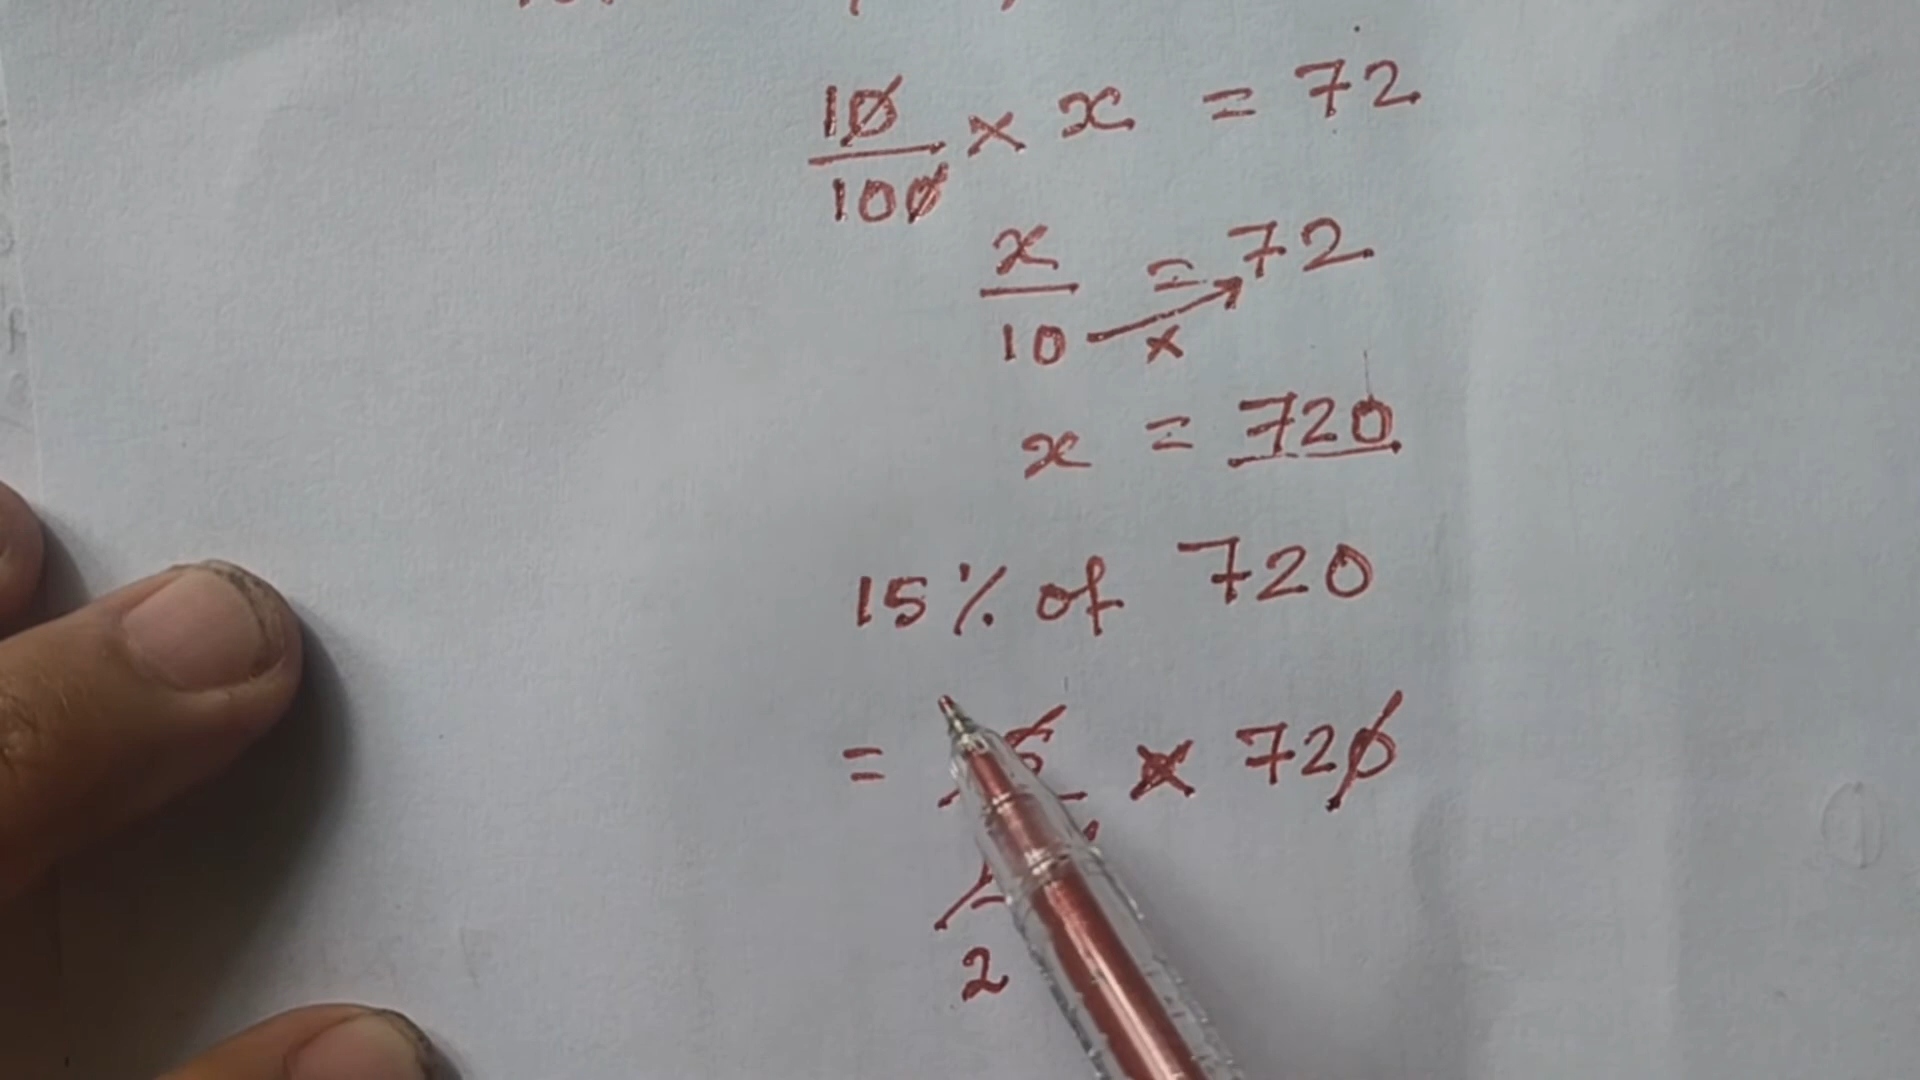 10/100 × x = 72
x/10 = 72
×
x = 720
15% of 720
= × 720
2